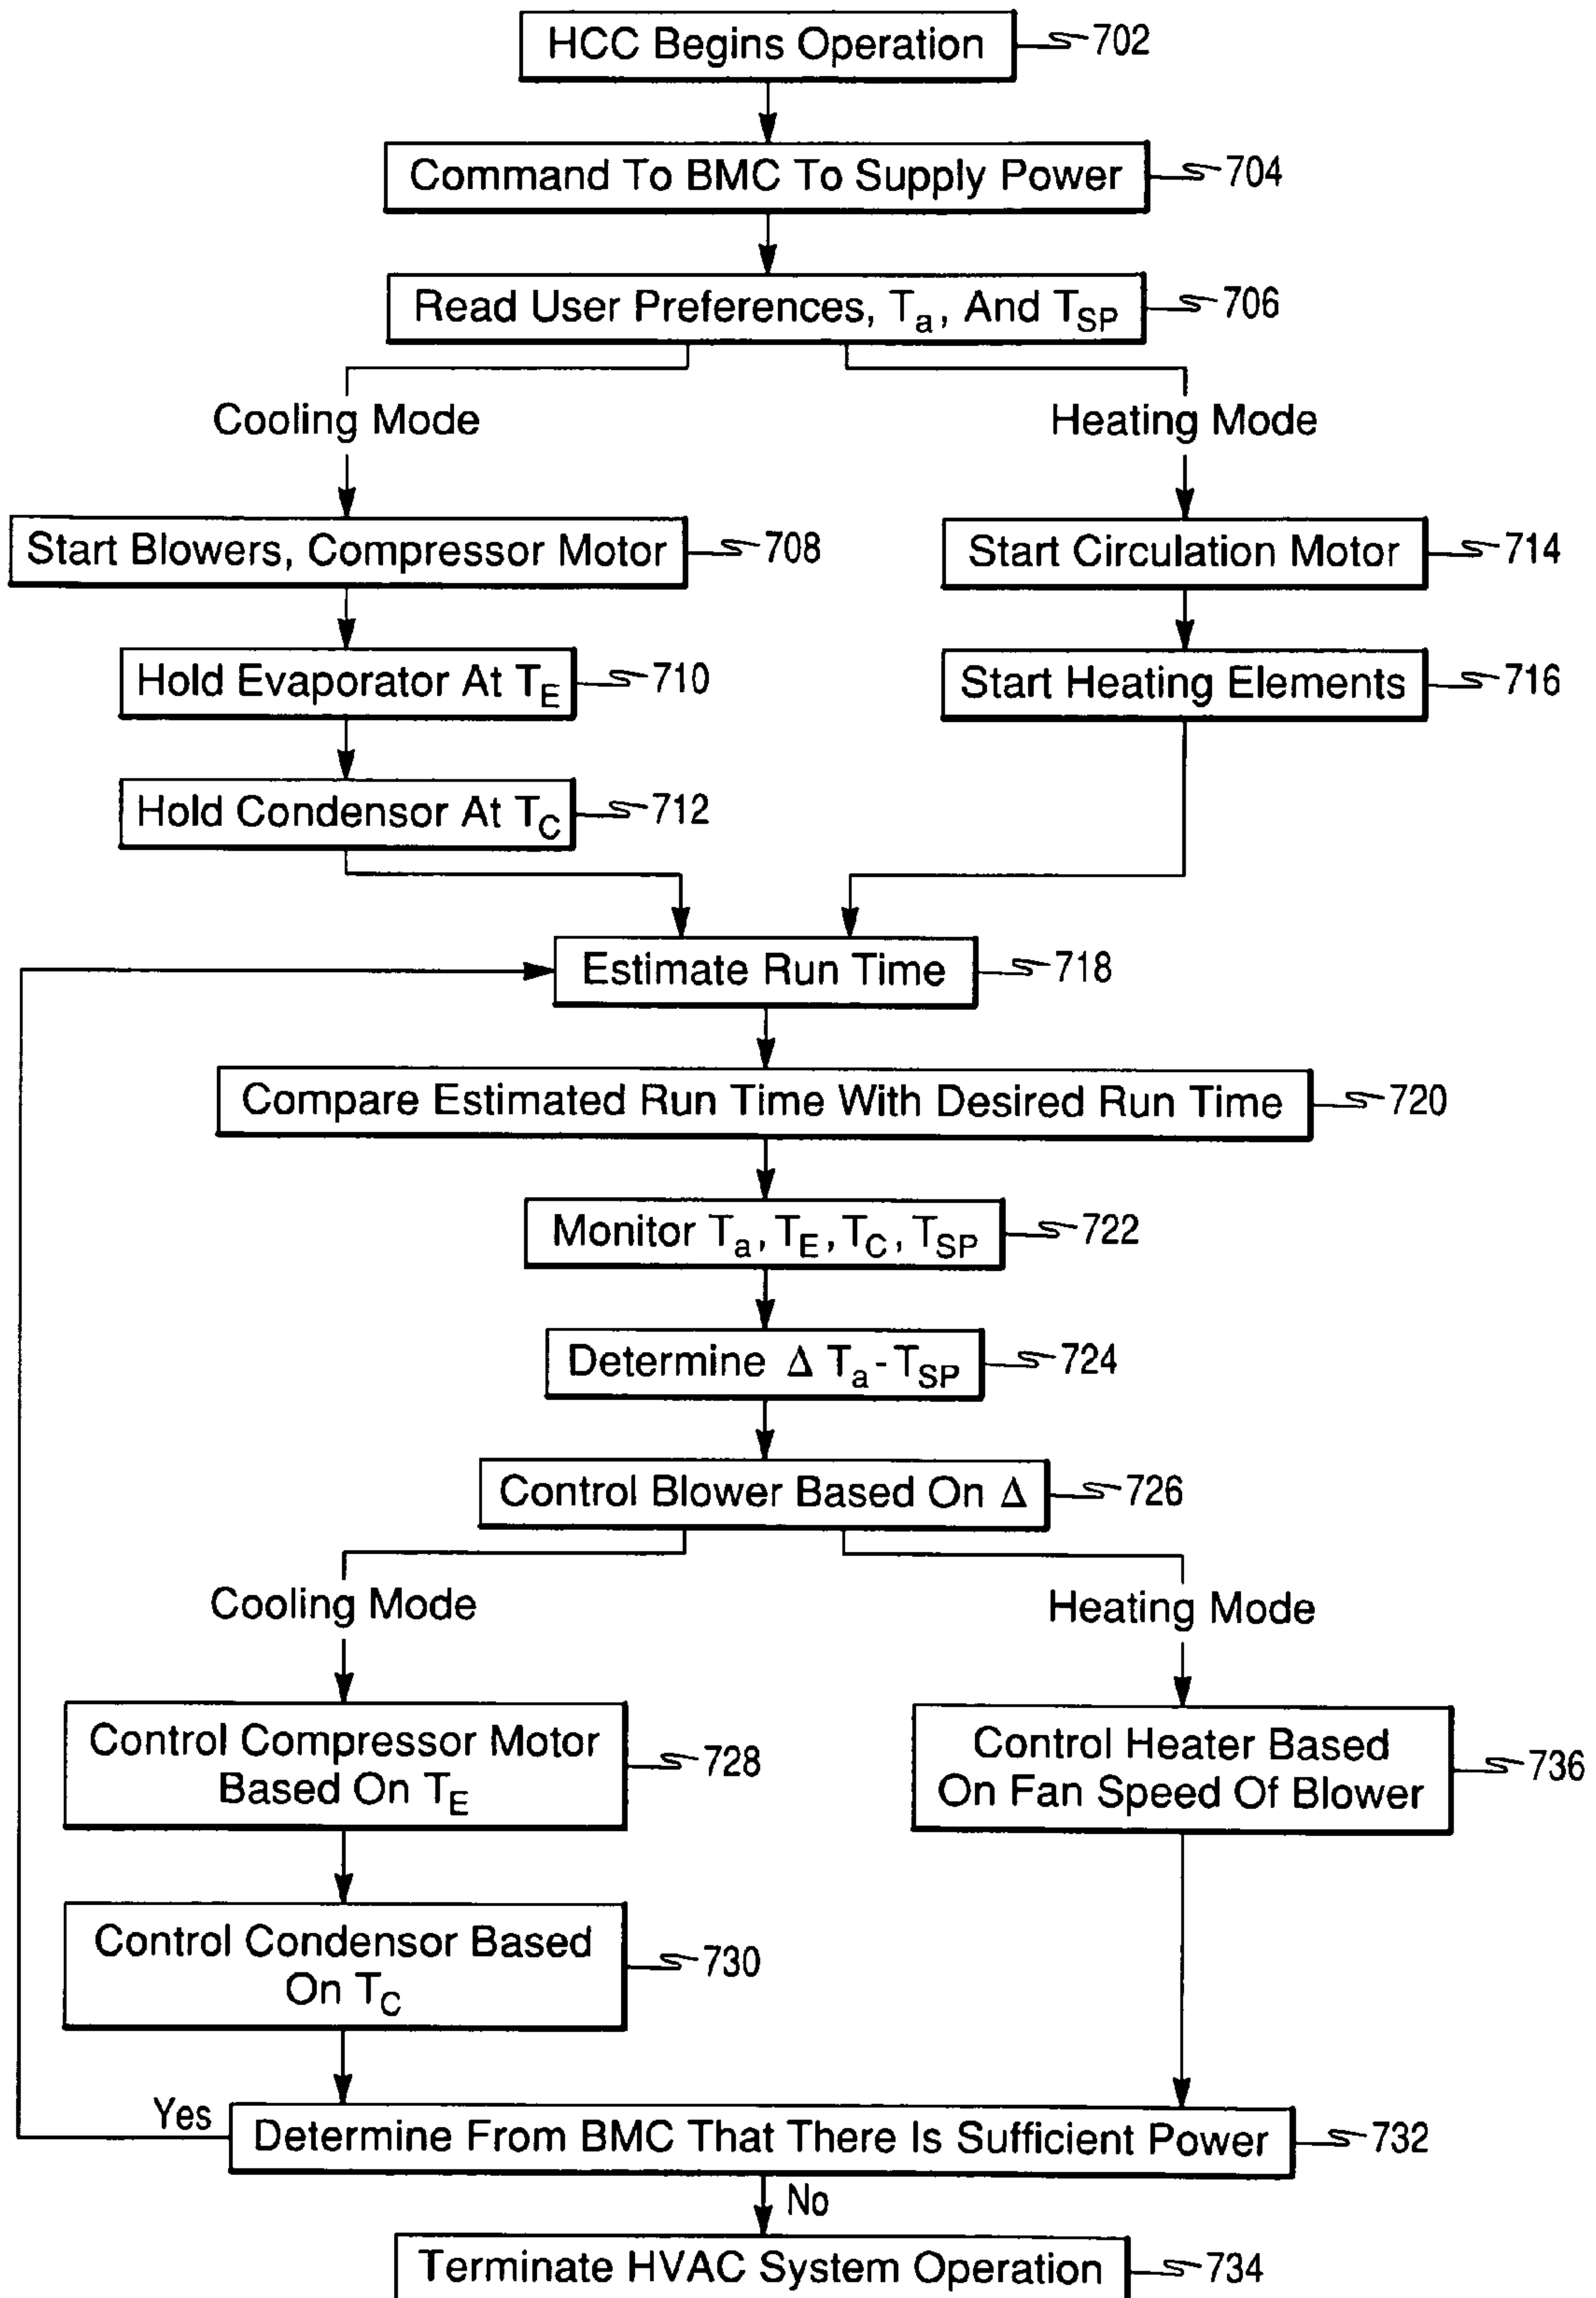 HCC Begins Operation 702
Command To BMC To Supply Power 704
Read User Preferences, Ta, And TSP 706
Cooling Mode
Heating Mode
Start Blowers, Compressor Motor 708
Start Circulation Motor 714
Hold Evaporator At TE 710
Start Heating Elements 716
Hold Condensor At TC 712
Estimate Run Time 718
Compare Estimated Run Time With Desired Run Time 720
Monitor Ta, TE, TC, TSP 722
Determine Δ Ta-TSP 724
Control Blower Based On Δ 726
Cooling Mode
Heating Mode
Control Compressor Motor
Based On TE
728
Control Heater Based
On Fan Speed Of Blower
736
Control Condensor Based
On TC
730
Yes
Determine From BMC That There Is Sufficient Power 732
No
Terminate HVAC System Operation 734